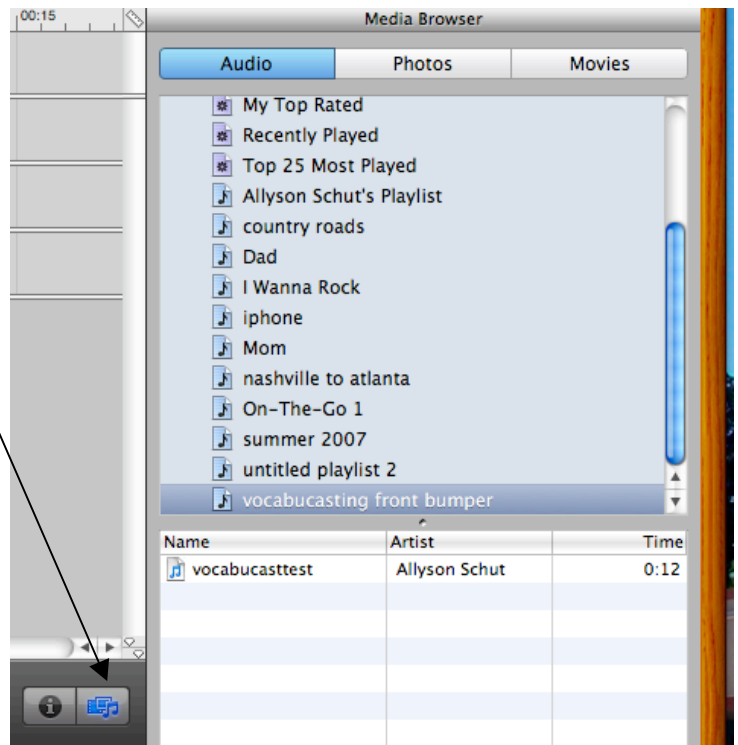 00:15
Media Browser
Audio Photos Movies
My Top Rated
Recently Played
Top 25 Most Played
Allyson Schut's Playlist
country roads
Dad
I Wanna Rock
iphone
Mom
nashville to atlanta
On-The-Go 1
summer 2007
untitled playlist 2
vocabucasting front bumper
Name Artist Time
vocabucasttest Allyson Schut 0:12